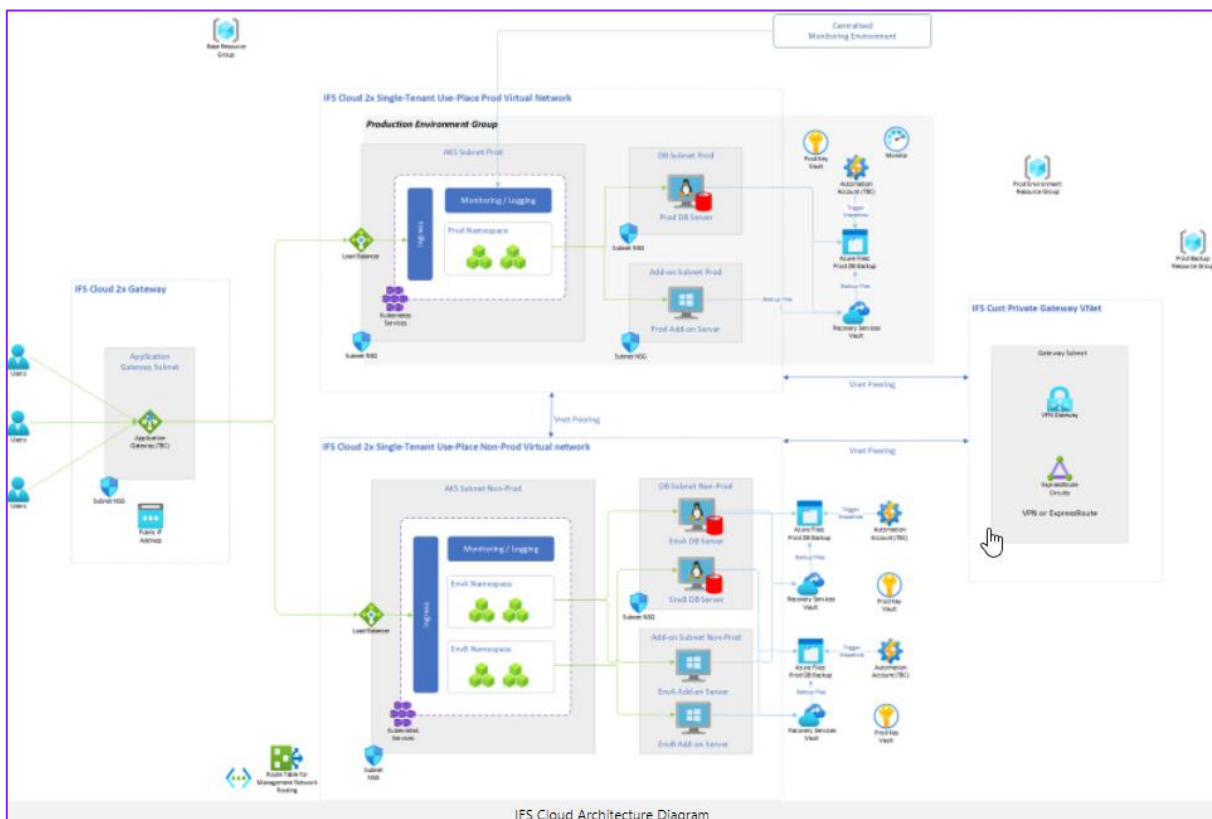 Centralised
Monitoring Environment
Base Resource
Group
IFS Cloud 2x Single-Tenant Use-Place Prod Virtual Network
Production Environment Group
AKS Subnet Prod
Monitoring / Logging
Ingress
Prod Namespace
Load Balancer
Kubernetes
Services
Subnet NSG
DB Subnet Prod
Prod DB Server
Subnet NSG
Add-on Subnet Prod
Prod Add-on Server
Subnet NSG
Prod Key
Vault
Monitor
Automation
Account (TBC)
Trigger
Snapshots
Azure Files
Prod DB Backup
Backup Files
Backup Files
Recovery Services
Vault
Prod Environment
Resource Group
Prod Backup
Resource Group
IFS Cloud 2x Gateway
Application
Gateway Subnet
Application
Gateway (TBC)
Users
Users
Users
Subnet NSG
Public IP
Address
IFS Cust Private Gateway VNet
Gateway Subnet
VPN Gateway
ExpressRoute
Circuits
VPN or ExpressRoute
Vnet Peering
Vnet Peering
Vnet Peering
IFS Cloud 2x Single-Tenant Use-Place Non-Prod Virtual network
AKS Subnet Non-Prod
Monitoring / Logging
Ingress
EnvA Namespace
EnvB Namespace
Load Balancer
Kubernetes
Services
Subnet
NSG
DB Subnet Non-Prod
EnvA DB Server
EnvB DB Server
Subnet NSG
Add-on Subnet Non-Prod
EnvA Add-on Server
EnvB Add-on Server
Azure Files
Prod DB Backup
Trigger
Snapshots
Automation
Account (TBC)
Backup Files
Recovery Services
Vault
Prod Key
Vault
Azure Files
Prod DB Backup
Trigger
Snapshots
Automation
Account (TBC)
Backup Files
Recovery Services
Vault
Prod Key
Vault
Route Table for
Management Network
Routing
IFS Cloud Architecture Diagram